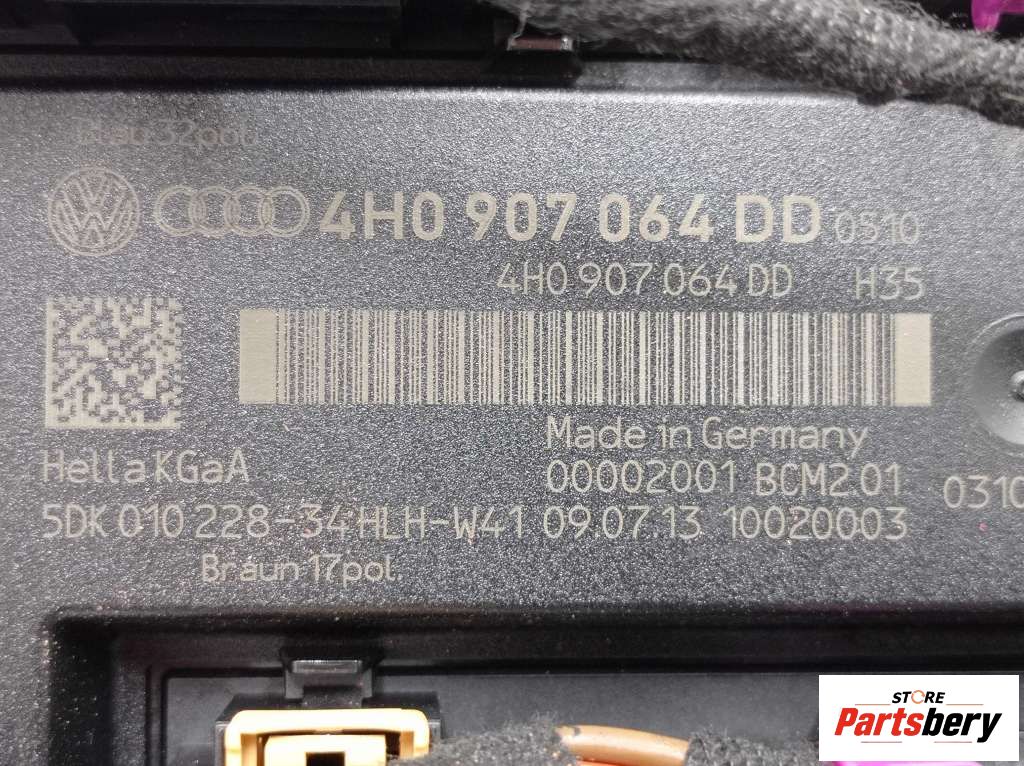 32pol.
4H0 907 064 DD 0510
4H0 907 064 DD H35
Made in Germany
Hella KGaA
00002001 BCM2.01
0310
5DK 010 228-34 HLH-W41 09.07.13 10020003
Braun 17pol.
STORE
Partsbery